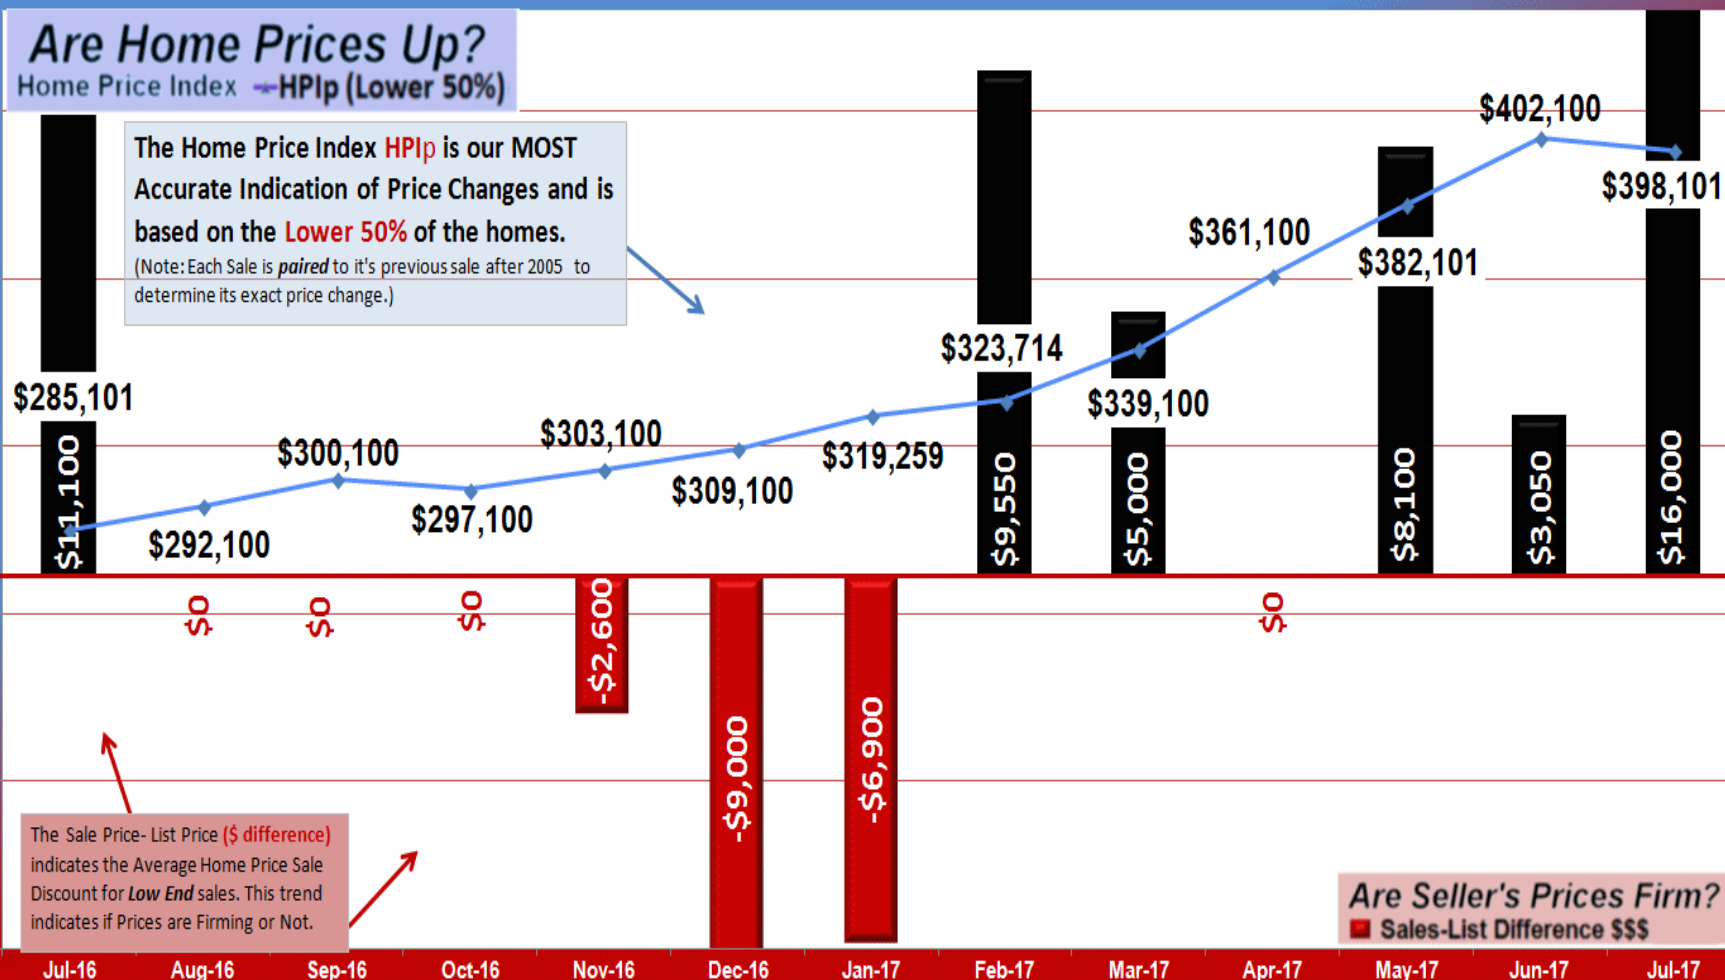 Are Home Prices Up?
Home Price Index HPIp (Lower 50%)
The Home Price Index HPIp is our MOST
Accurate Indication of Price Changes and is
based on the Lower 50% of the homes.
(Note: Each Sale is paired to it's previous sale after 2005 to
determine its exact price change.)
$285,101
$292,100
$300,100
$297,100
$303,100
$309,100
$319,259
$323,714
$339,100
$361,100
$382,101
$402,100
$398,101
$11,100
$0
$0
$0
-$2,600
-$9,000
-$6,900
$9,550
$5,000
$0
$8,100
$3,050
$16,000
The Sale Price- List Price ($ difference)
indicates the Average Home Price Sale
Discount for Low End sales. This trend
indicates if Prices are Firming or Not.
Are Seller's Prices Firm?
Sales-List Difference $$$
Jul-16 Aug-16 Sep-16 Oct-16 Nov-16 Dec-16 Jan-17 Feb-17 Mar-17 Apr-17 May-17 Jun-17 Jul-17